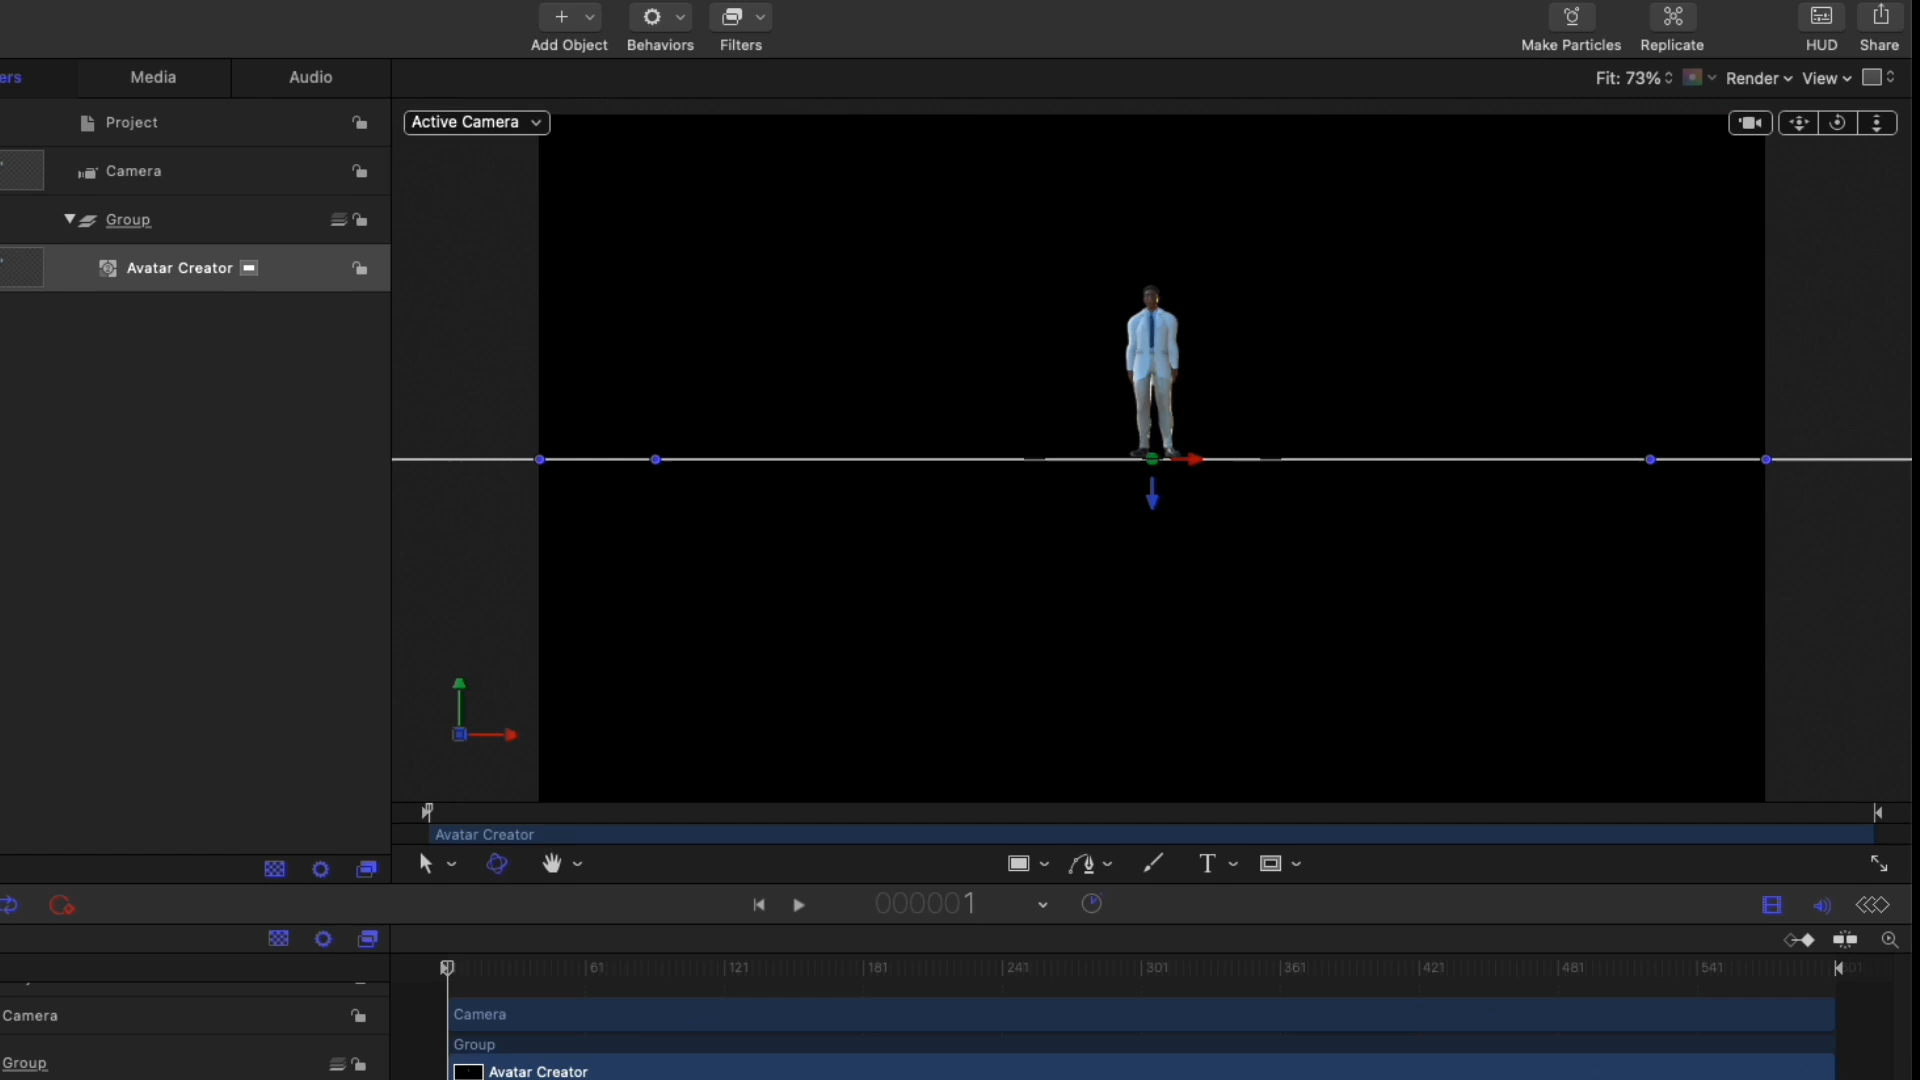 Add Object
Behaviors
Filters
Make Particles
Replicate
HUD
Share
ers
Media
Audio
Fit: 73%
Render
View
Project
Active Camera
Camera
Group
Avatar Creator
Avatar Creator
T
0000001
61
121
181
241
301
361
421
481
541
Camera
Camera
Group
Group
Avatar Creator